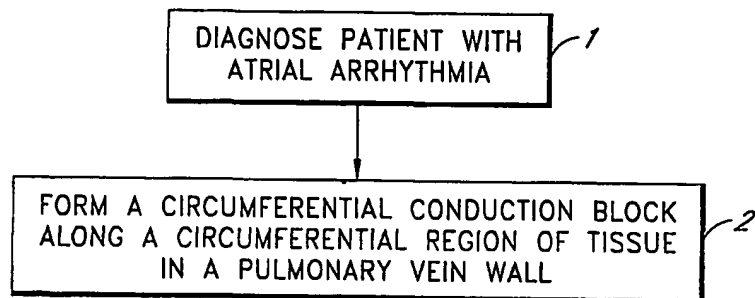 DIAGNOSE PATIENT WITH
ATRIAL ARRHYTHMIA
1
FORM A CIRCUMFERENTIAL CONDUCTION BLOCK
ALONG A CIRCUMFERENTIAL REGION OF TISSUE
IN A PULMONARY VEIN WALL
2